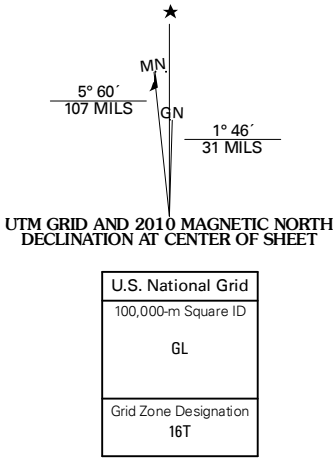 ★
MN.
5° 60´
107 MILS
GN
1° 46´
31 MILS
UTM GRID AND 2010 MAGNETIC NORTH
DECLINATION AT CENTER OF SHEET
U.S. National Grid
100,000-m Square ID
GL
Grid Zone Designation
16T